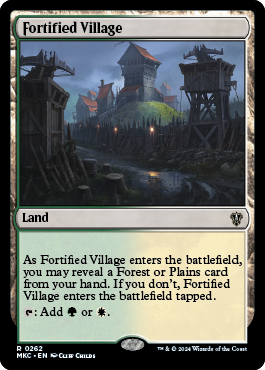 Fortified Village
Land
As Fortified Village enters the battlefield,
you may reveal a Forest or Plains card
from your hand. If you don't, Fortified
Village enters the battlefield tapped.
: Add or .
R 0262
MKC • EN Cliff Childs
™ & © 2024 Wizards of the Coast